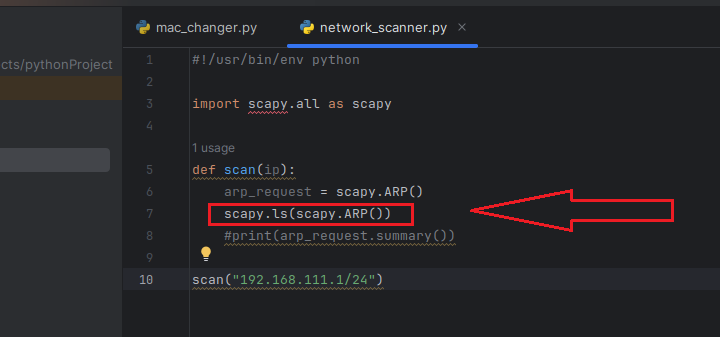 mac_changer.py network_scanner.py ×
cts/pythonProject
1 #!/usr/bin/env python
2
3 import scapy.all as scapy
4
1 usage
5 def scan(ip):
6     arp_request = scapy.ARP()
7     scapy.ls(scapy.ARP())
8     #print(arp_request.summary())
9
10 scan("192.168.111.1/24")